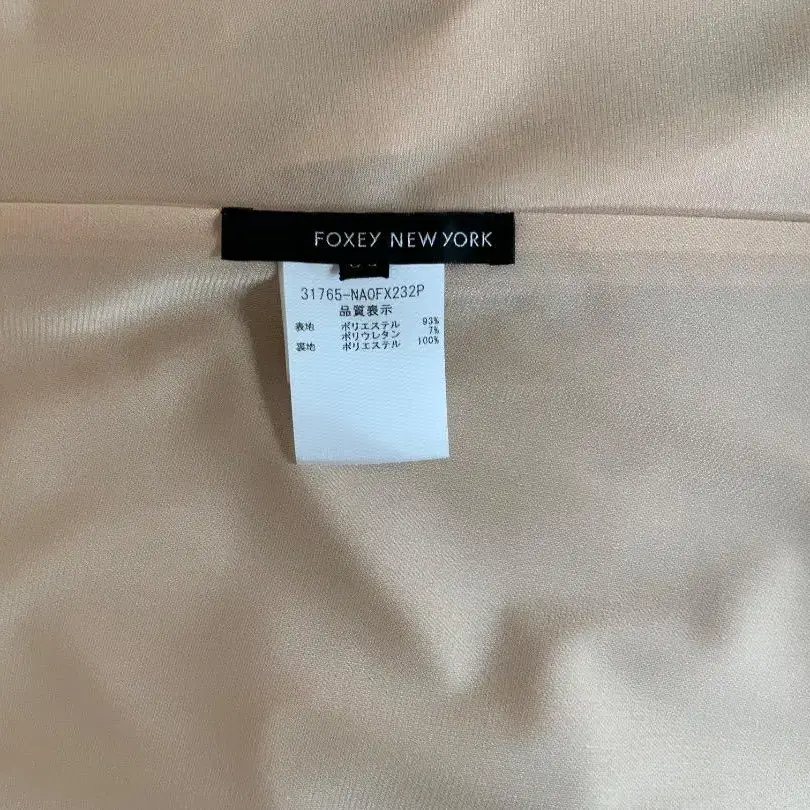 FOXEY NEW YORK
31765-NAOFX232P
品質表示
表地 ポリエステル 93%
ポリウレタン 7%
裏地 ポリエステル 100%